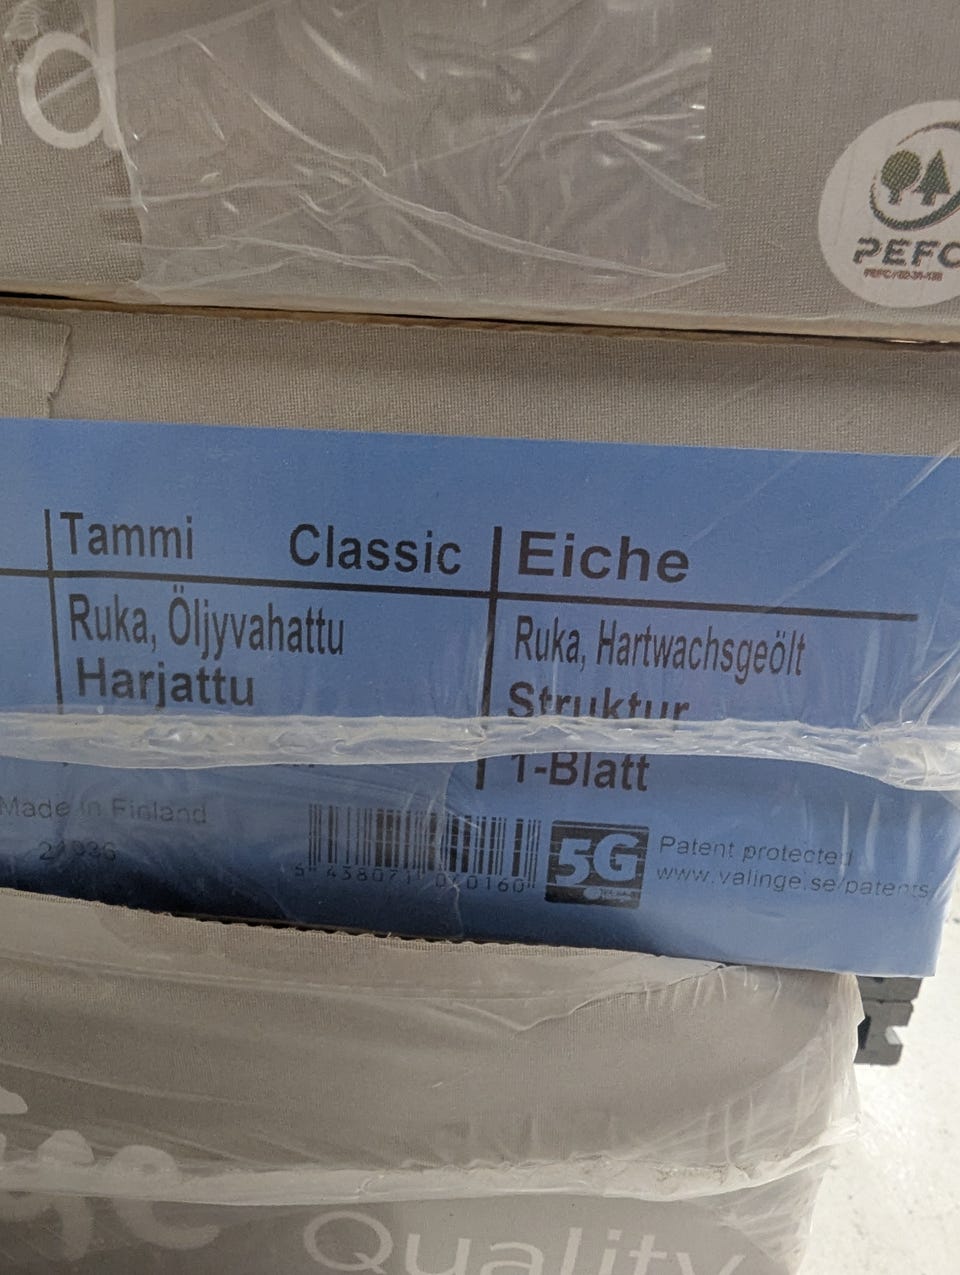 d
PEFC
Tammi Classic Eiche
Ruka, Öljyvahattu
Harjattu
Ruka, Hartwachsgeölt
Struktur
1-Blatt
Made in Finland
5G
Patent protected
www.valinge.se/patents
Quality